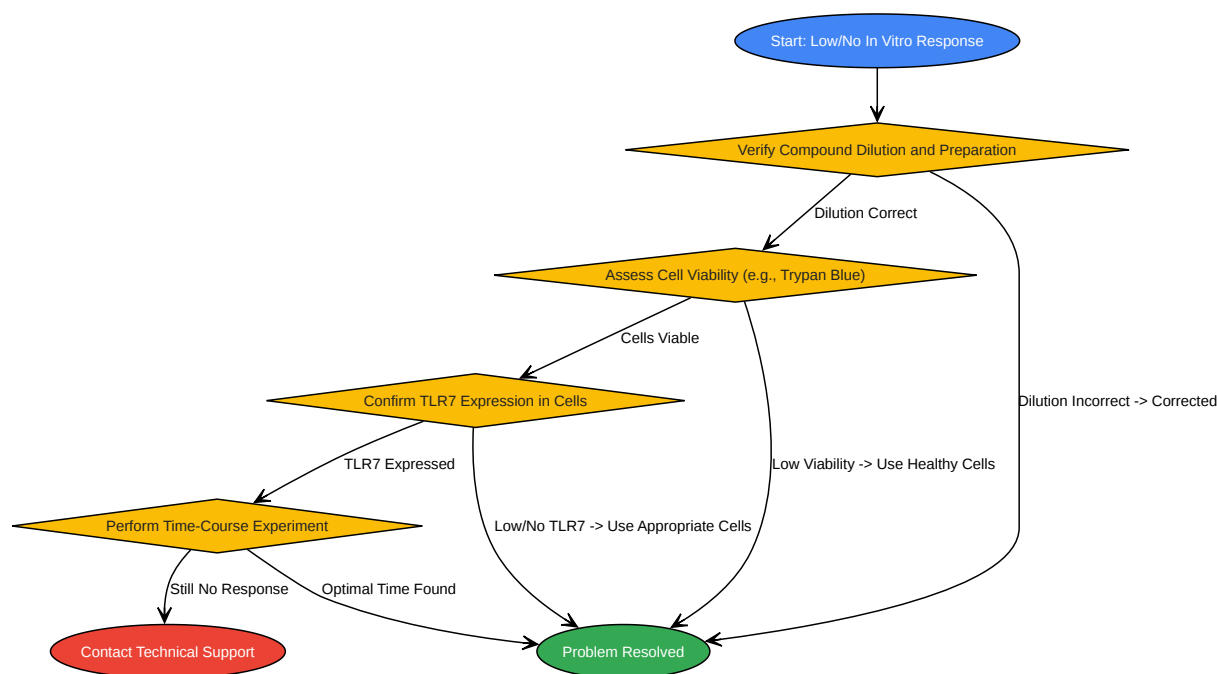 Start: Low/No In Vitro Response
Verify Compound Dilution and Preparation
Dilution Correct
Assess Cell Viability (e.g., Trypan Blue)
Cells Viable
Confirm TLR7 Expression in Cells
Dilution Incorrect -> Corrected
TLR7 Expressed
Low Viability -> Use Healthy Cells
Perform Time-Course Experiment
Low/No TLR7 -> Use Appropriate Cells
Still No Response
Optimal Time Found
Contact Technical Support
Problem Resolved